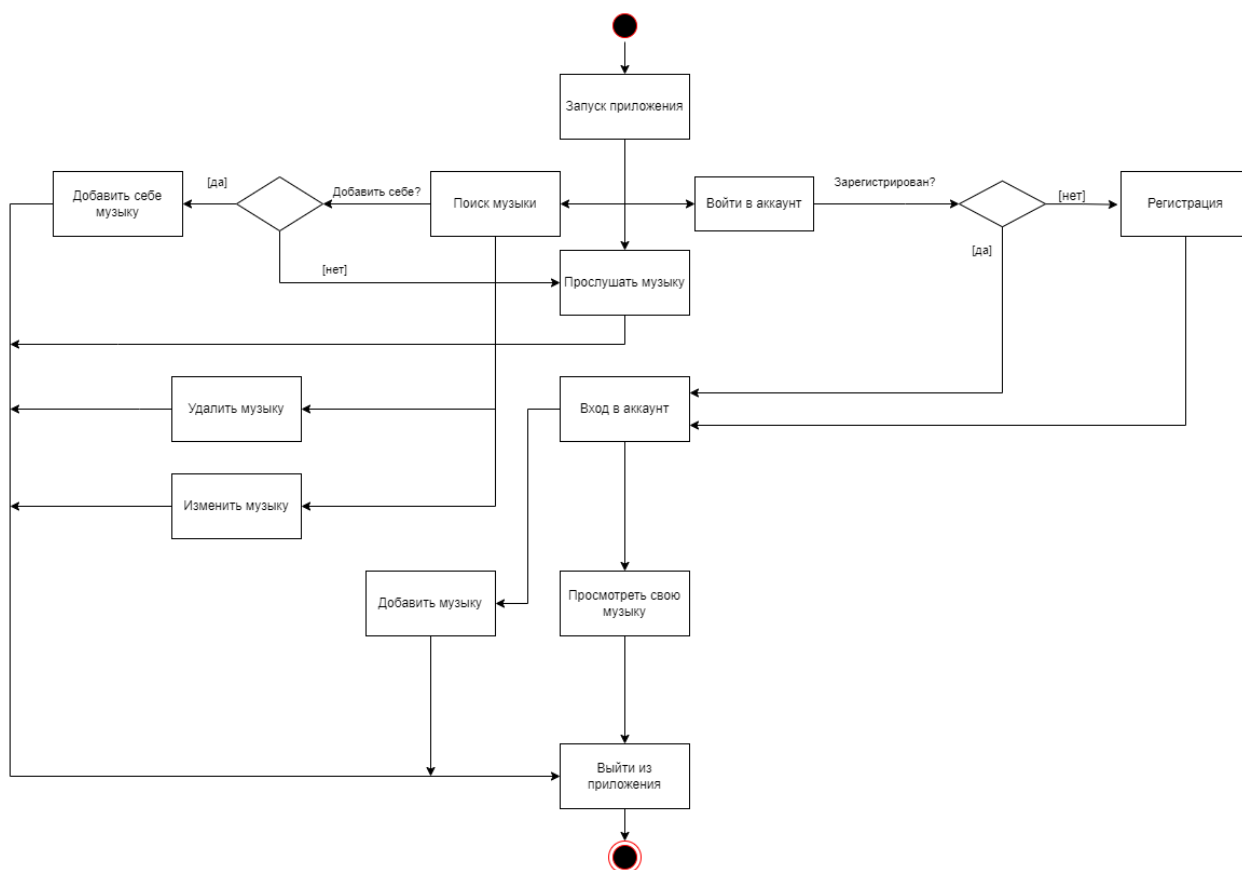 Запуск приложения
Добавить себе
музыку
[да]
Добавить себе?
Поиск музыки
Войти в аккаунт
Зарегистрирован?
[нет]
Регистрация
[да]
[нет]
Прослушать музыку
Удалить музыку
Вход в аккаунт
Изменить музыку
Добавить музыку
Просмотреть свою
музыку
Выйти из
приложения